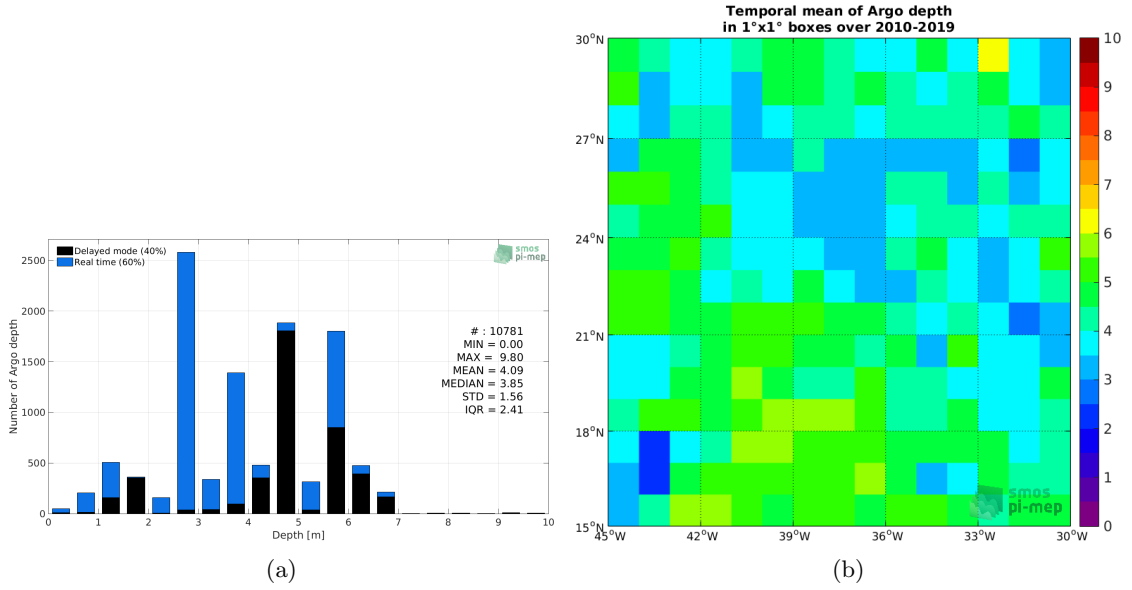 Delayed mode (40%)
Real time (60%)
smos
pi-mep
# : 10781
MIN = 0.00
MAX = 9.80
MEAN = 4.09
MEDIAN = 3.85
STD = 1.56
IQR = 2.41
Number of Argo depth
2500
2000
1500
1000
500
0
0 1 2 3 4 5 6 7 8 9 10
Depth [m]
(a)
Temporal mean of Argo depth
in 1°x1° boxes over 2010-2019
30°N
27°N
24°N
21°N
18°N
15°N
45°W 42°W 39°W 36°W 33°W 30°W
smos
pi-mep
10
9
8
7
6
5
4
3
2
1
0
(b)